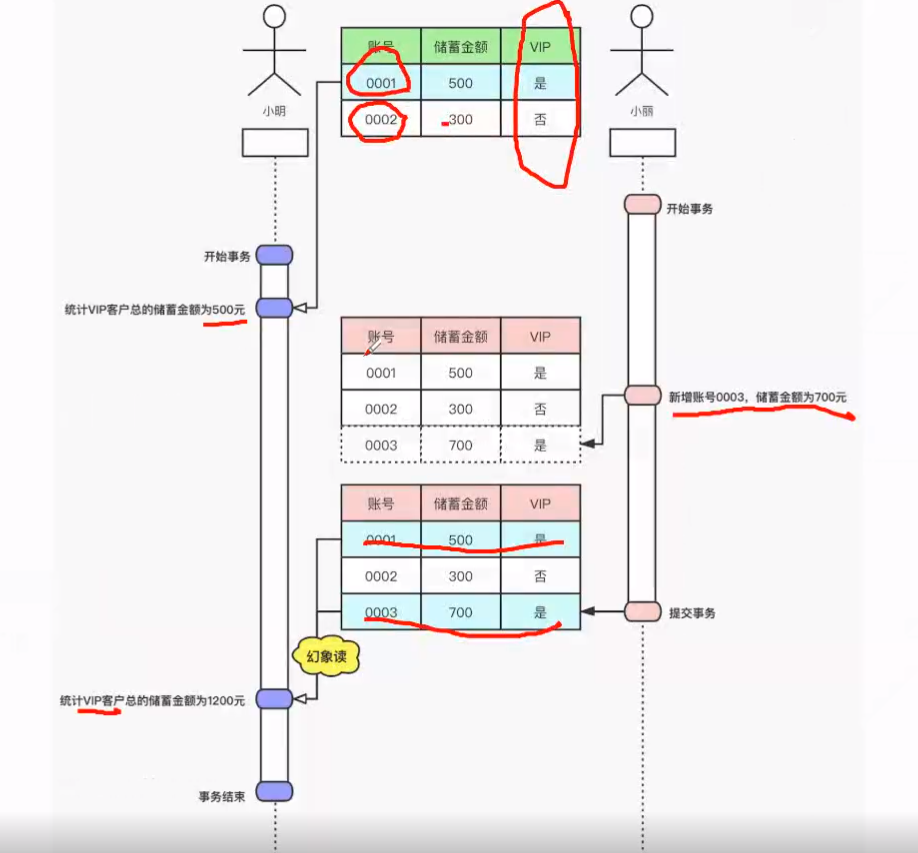 小明
账号 储蓄金额 VIP
0001 500 是
0002 300 否
小丽
开始事务
开始事务
统计VIP客户总的储蓄金额为500元
账号 储蓄金额 VIP
0001 500 是
0002 300 否
0003 700 是
新增账号0003，储蓄金额为700元
账号 储蓄金额 VIP
0001 500 是
0002 300 否
0003 700 是
提交事务
幻象读
统计VIP客户总的储蓄金额为1200元
事务结束